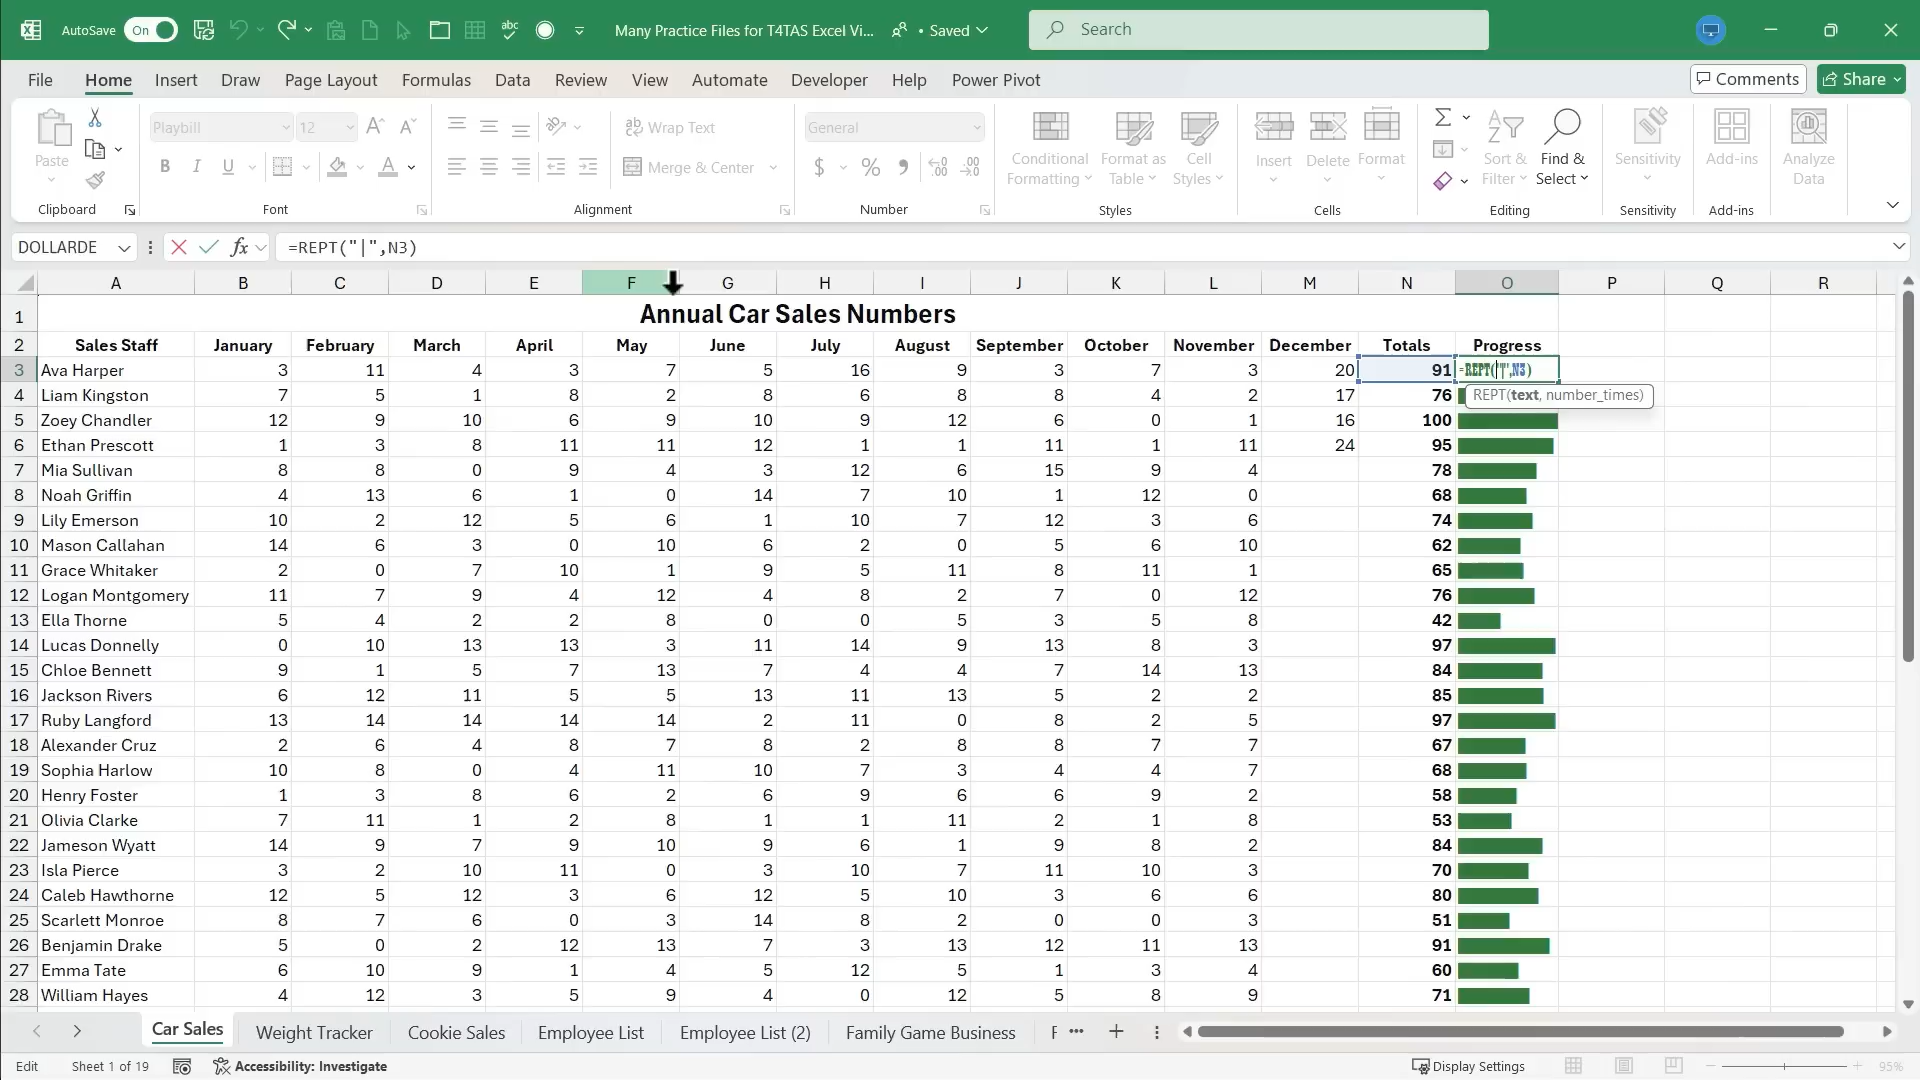 AutoSave On abc Many Practice Files for T4TAS Excel Vi... • Saved Search
File Home Insert Draw Page Layout Formulas Data Review View Automate Developer Help Power Pivot Comments Share
Paste Playbill 12 A A ab Wrap Text General Conditional Formatting Format as Table Cell Styles Insert Delete Format Sort & Filter Find & Select Sensitivity Add-ins Analyze Data
B I U A Merge & Center $ % 9
Clipboard Font Alignment Number Styles Cells Editing Sensitivity Add-ins
DOLLARDE fx =REPT("|",N3)
A B C D E F G H I J K L M N O P Q R
1 Annual Car Sales Numbers
2 Sales Staff January February March April May June July August September October November December Totals Progress
3 Ava Harper 3 11 4 3 7 5 16 9 3 7 3 20 91 =REPT("|",N3)
4 Liam Kingston 7 5 1 8 2 8 6 8 8 4 2 17 76 REPT(text, number_times)
5 Zoey Chandler 12 9 10 6 9 10 9 12 6 0 1 16 100
6 Ethan Prescott 1 3 8 11 11 12 1 1 11 1 11 24 95
7 Mia Sullivan 8 8 0 9 4 3 12 6 15 9 4 78
8 Noah Griffin 4 13 6 1 0 14 7 10 1 12 0 68
9 Lily Emerson 10 2 12 5 6 1 10 7 12 3 6 74
10 Mason Callahan 14 6 3 0 10 6 2 0 5 6 10 62
11 Grace Whitaker 2 0 7 10 1 9 5 11 8 11 1 65
12 Logan Montgomery 11 7 9 4 12 4 8 2 7 0 12 76
13 Ella Thorne 5 4 2 2 8 0 0 5 3 5 8 42
14 Lucas Donnelly 0 10 13 13 3 11 14 9 13 8 3 97
15 Chloe Bennett 9 1 5 7 13 7 4 4 7 14 13 84
16 Jackson Rivers 6 12 11 5 5 13 11 13 5 2 2 85
17 Ruby Langford 13 14 14 14 14 2 11 0 8 2 5 97
18 Alexander Cruz 2 6 4 8 7 8 2 8 8 7 7 67
19 Sophia Harlow 10 8 0 4 11 10 7 3 4 4 7 68
20 Henry Foster 1 3 8 6 2 6 9 6 6 9 2 58
21 Olivia Clarke 7 11 1 2 8 1 1 11 2 1 8 53
22 Jameson Wyatt 14 9 7 9 10 9 6 1 9 8 2 84
23 Isla Pierce 3 2 10 11 0 3 10 7 11 10 3 70
24 Caleb Hawthorne 12 5 12 3 6 12 5 10 3 6 6 80
25 Scarlett Monroe 8 7 6 0 3 14 8 2 0 0 3 51
26 Benjamin Drake 5 0 2 12 13 7 3 13 12 11 13 91
27 Emma Tate 6 10 9 1 4 5 12 5 1 3 4 60
28 William Hayes 4 12 3 5 9 4 0 12 5 8 9 71
Car Sales Weight Tracker Cookie Sales Employee List Employee List (2) Family Game Business F ...
Edit Sheet 1 of 19 Accessibility: Investigate Display Settings 95%